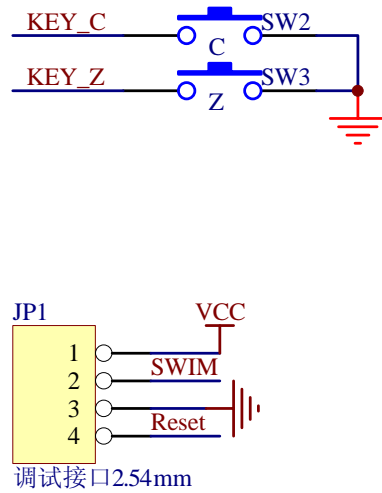 KEY_C
SW2
C
KEY_Z
SW3
Z
JP1
VCC
1
2
SWIM
3
4
Reset
调试接口2.54mm